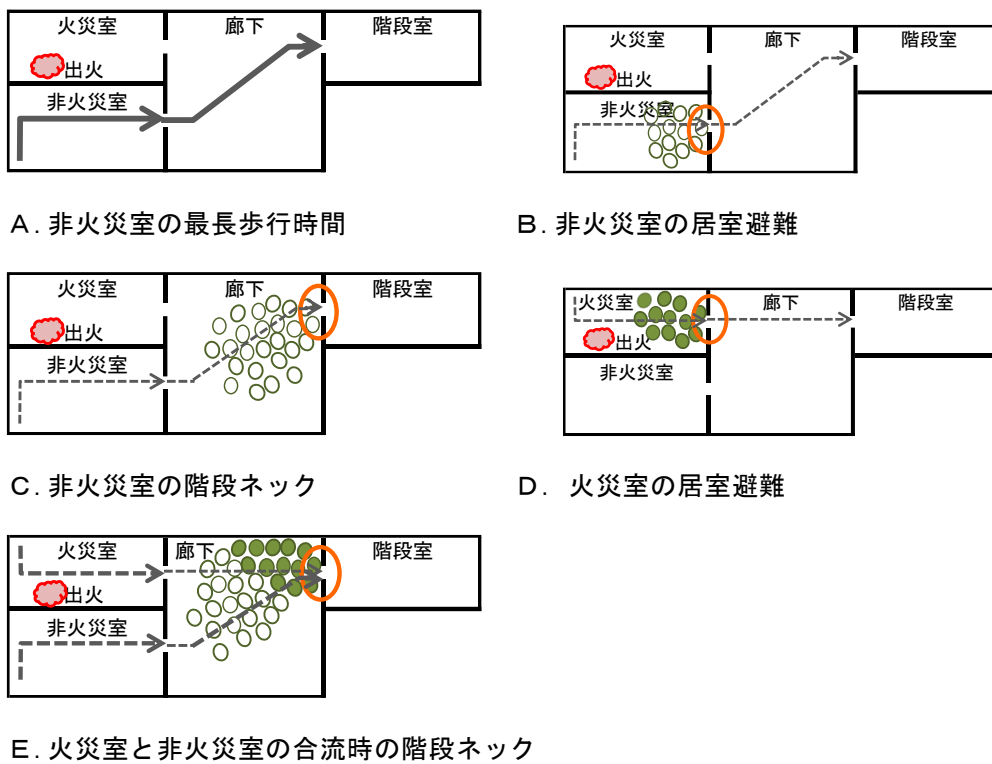 火災室 廊下 階段室
出火
非火災室
A. 非火災室の最長歩行時間
火災室 廊下 階段室
出火
非火災室
B. 非火災室の居室避難
火災室 廊下 階段室
出火
非火災室
C. 非火災室の階段ネック
火災室 廊下 階段室
出火
非火災室
D. 火災室の居室避難
火災室 廊下 階段室
出火
非火災室
E. 火災室と非火災室の合流時の階段ネック